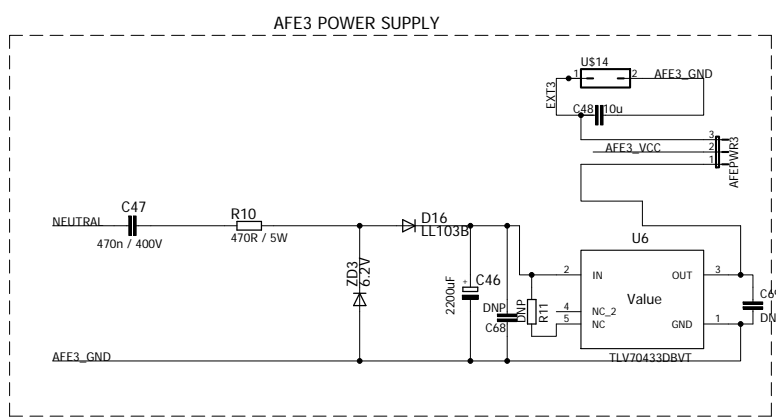 AFE3 POWER SUPPLY
U$14
1
2
AFE3_GND
EXT3
C48
10u
3
AFE3_VCC
2
1
AFEPWR3
C47
NEUTRAL
470n / 400V
R10
470R / 5W
D16
LL103B
U6
ZD3
6.2V
+
C46
2200uF
DNP
C68
DNP
R11
2
IN
OUT
3
Value
4
NC_2
5
NC
GND
1
C69
DN
AFE3_GND
TLV70433DBVT